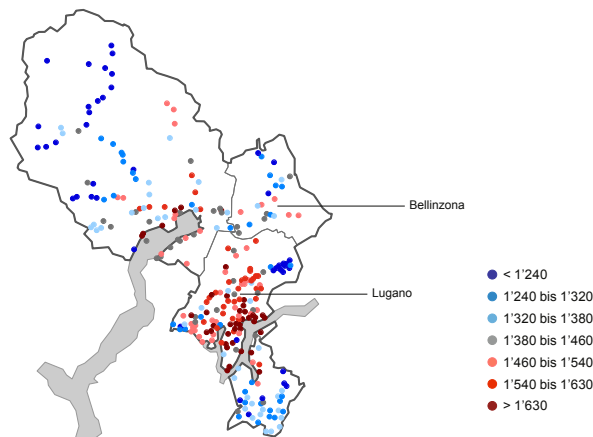 Bellinzona
Lugano
< 1'240
1'240 bis 1'320
1'320 bis 1'380
1'380 bis 1'460
1'460 bis 1'540
1'540 bis 1'630
> 1'630